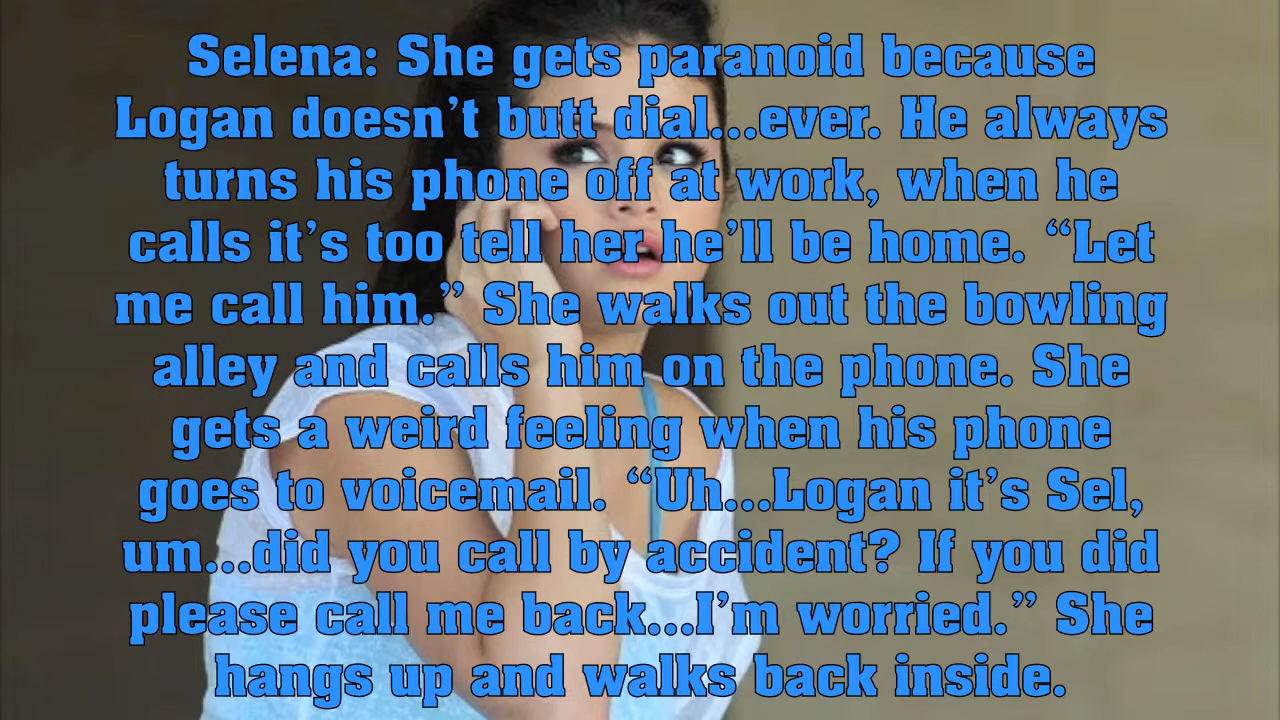 Selena: She gets paranoid because
Logan doesn’t butt dial...ever. He always
turns his phone off at work, when he
calls it’s too tell her he’ll be home. “Let
me call him.” She walks out the bowling
alley and calls him on the phone. She
gets a weird feeling when his phone
goes to voicemail. “Uh...Logan it’s Sel,
um...did you call by accident? If you did
please call me back...I’m worried.” She
hangs up and walks back inside.